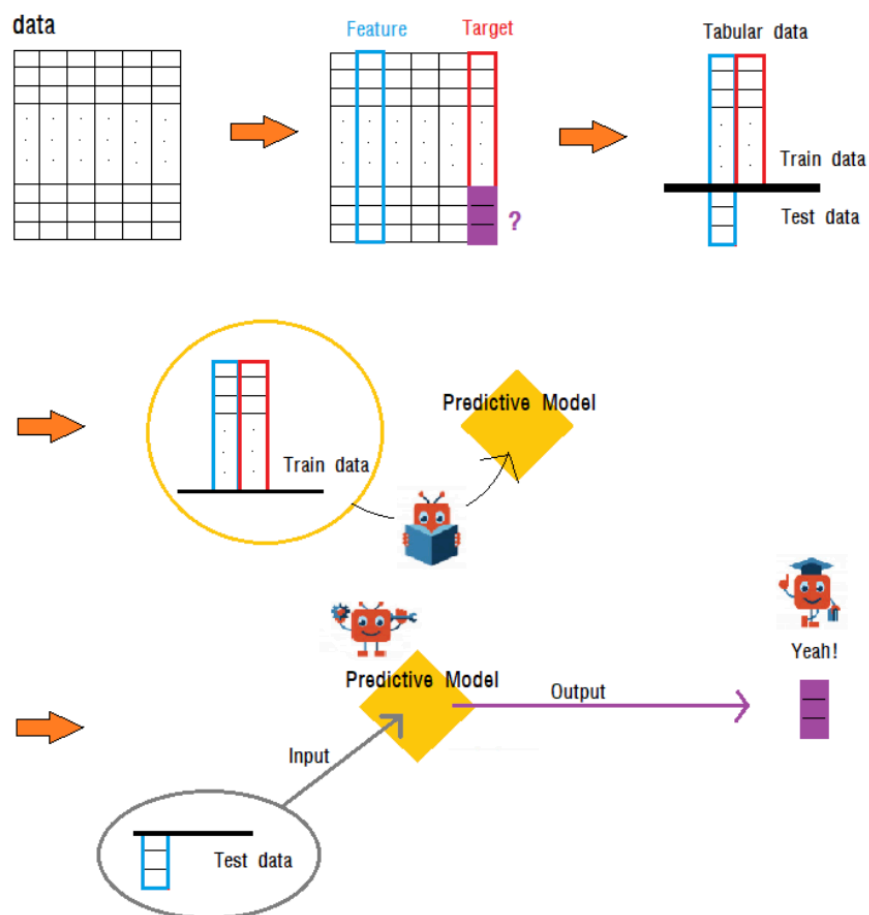 data
Feature
Target
?
Tabular data
Train data
Test data
Train data
Predictive Model
Predictive Model
Output
Yeah!
Input
Test data